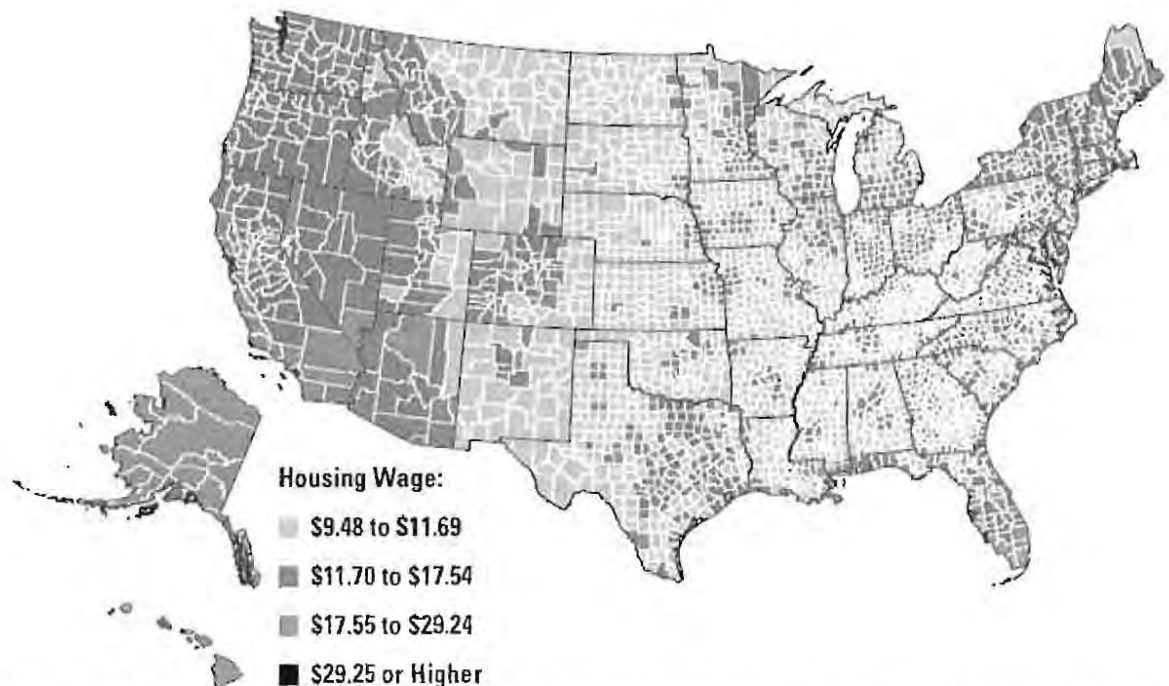 Housing Wage:
$9.48 to $11.69
$11.70 to $17.54
$17.55 to $29.24
$29.25 or Higher